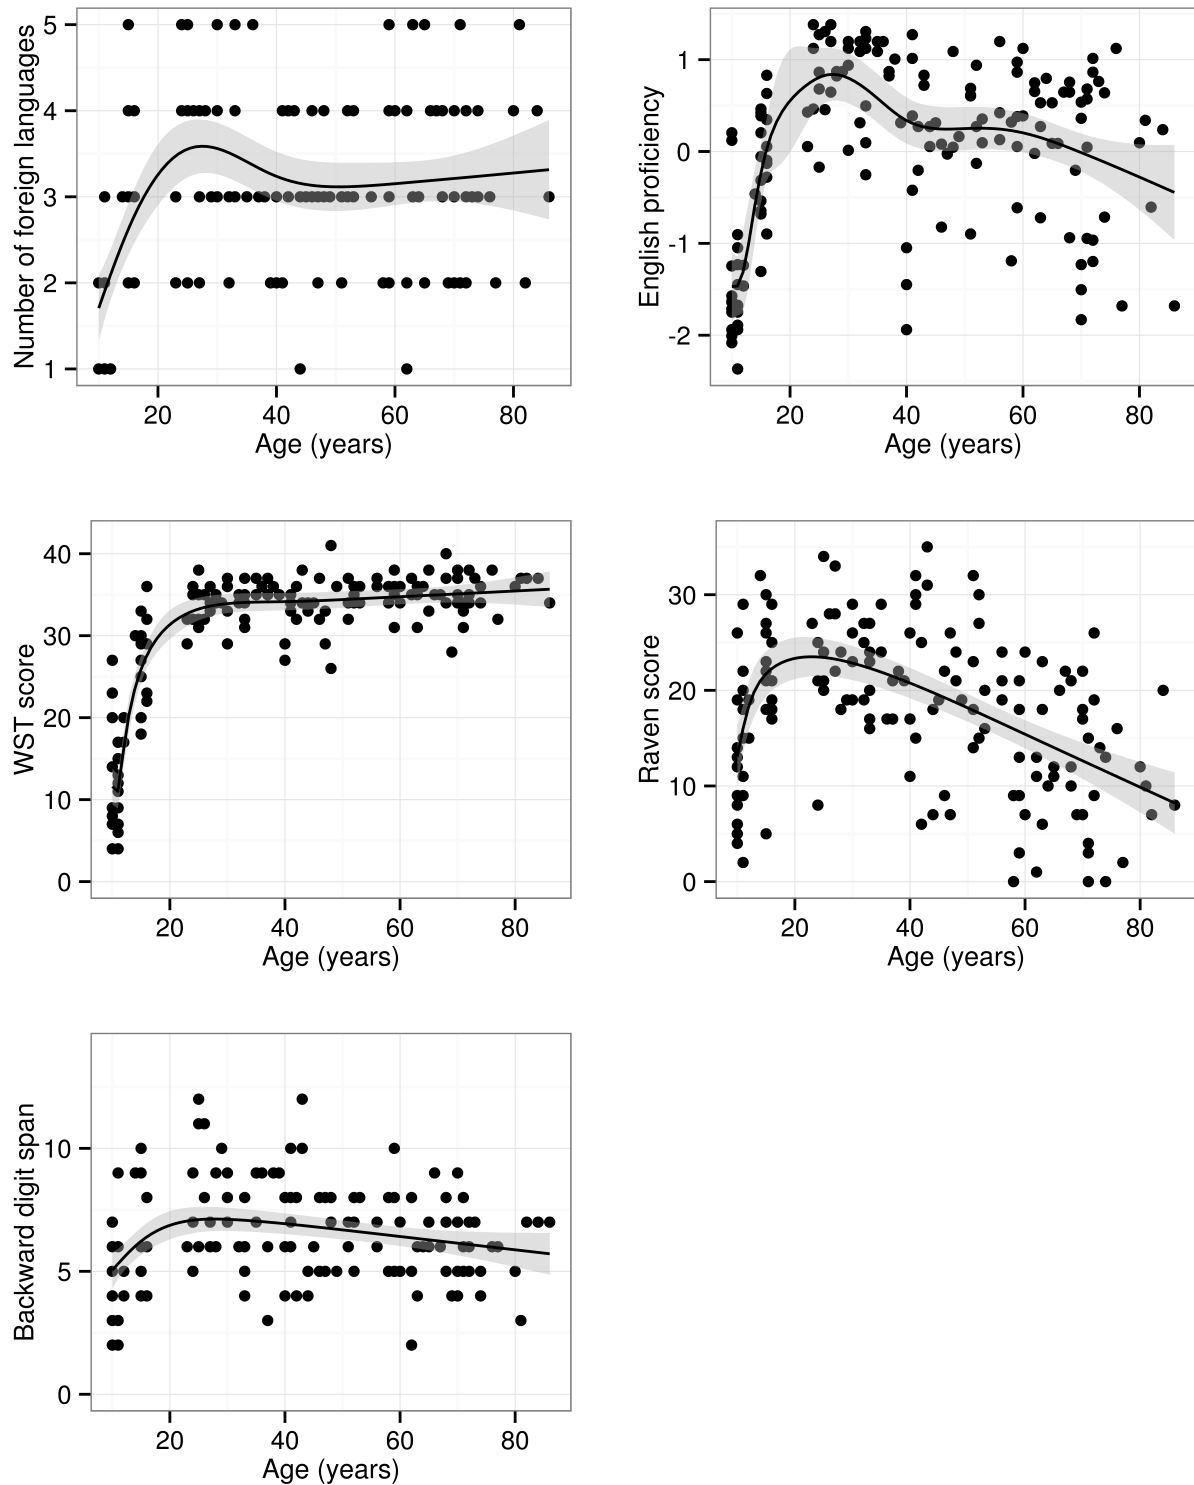 Number of foreign languages
5
4
3
2
1
20 40 60 80
Age (years)
English proficiency
1
0
-1
-2
20 40 60 80
Age (years)
WST score
40
30
20
10
0
20 40 60 80
Age (years)
Raven score
30
20
10
0
20 40 60 80
Age (years)
Backward digit span
10
5
0
20 40 60 80
Age (years)